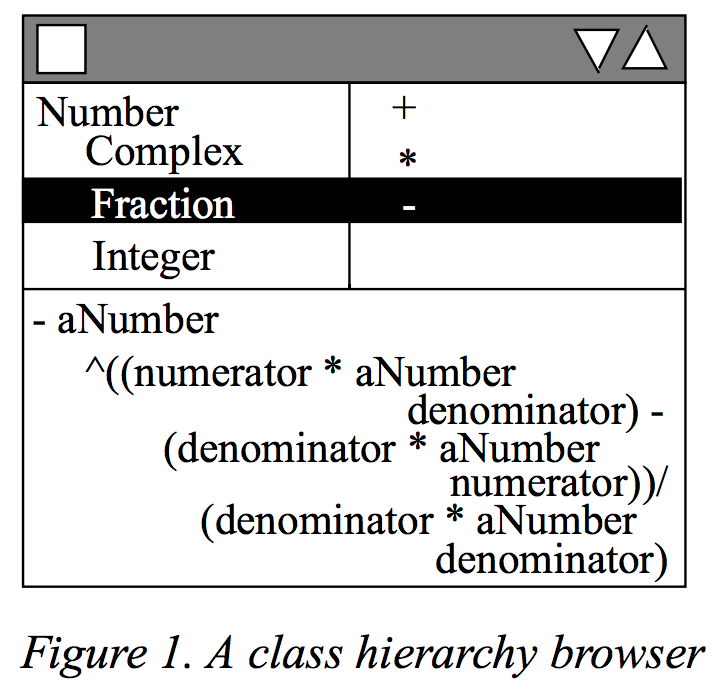 Number +
Complex *
Fraction -
Integer
- aNumber
^((numerator * aNumber
denominator) -
(denominator * aNumber
numerator))/
(denominator * aNumber
denominator)
Figure 1. A class hierarchy browser